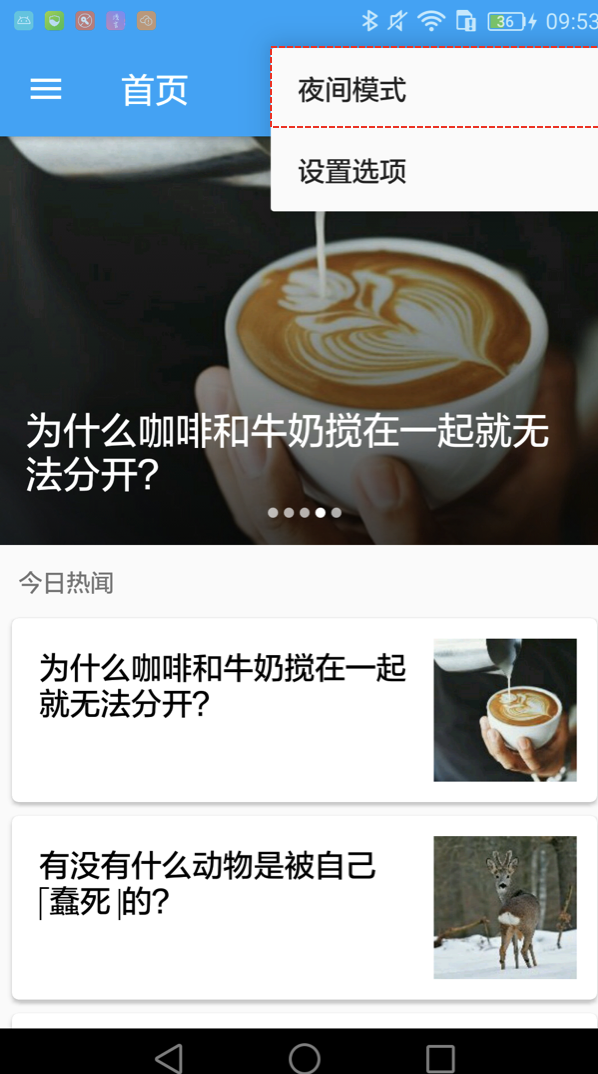 36
09:53
首页
夜间模式
设置选项
为什么咖啡和牛奶搅在一起就无
法分开?
今日热闻
为什么咖啡和牛奶搅在一起
就无法分开?
有没有什么动物是被自己
「蠢死」的?